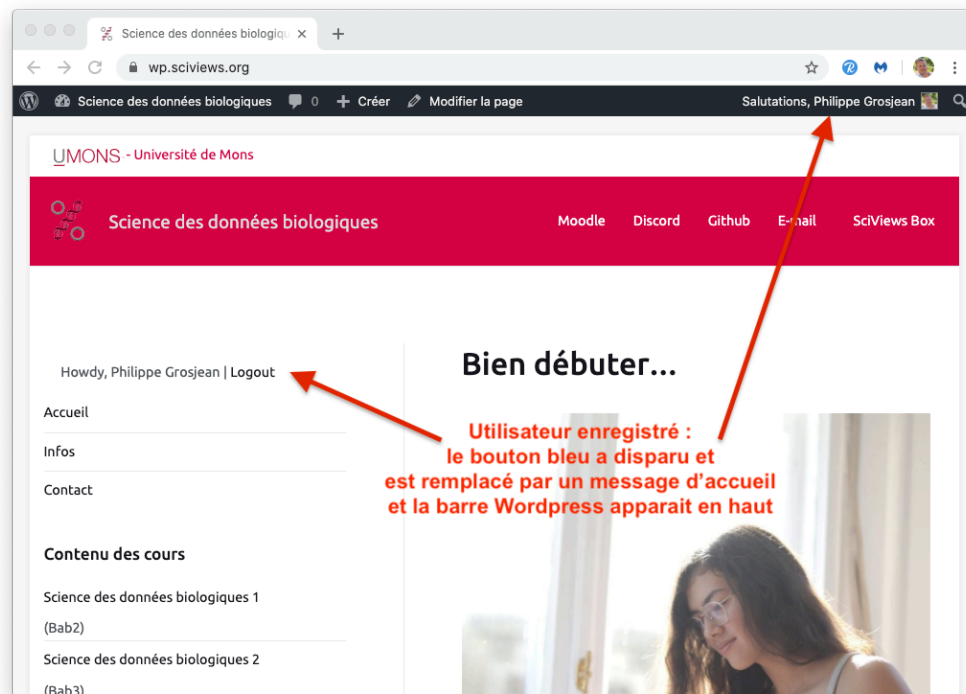 Science des données biologiqu
wp.sciviews.org
Science des données biologiques 0 + Créer Modifier la page Salutations, Philippe Grosjean
UMONS - Université de Mons
Science des données biologiques Moodle Discord Github E-mail SciViews Box
Bien débuter...
Howdy, Philippe Grosjean | Logout
Accueil
Infos
Contact
Utilisateur enregistré :
le bouton bleu a disparu et
est remplacé par un message d'accueil
et la barre Wordpress apparait en haut
Contenu des cours
Science des données biologiques 1
(Bab2)
Science des données biologiques 2
(Bab3)